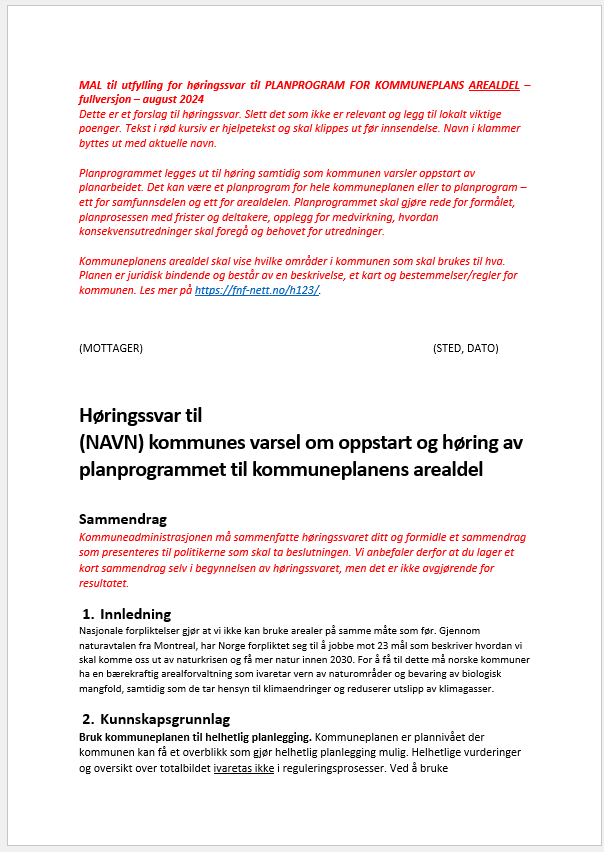 MAL til utfylling for høringssvar til PLANPROGRAM FOR KOMMUNEPLANS AREALDEL –
fullversjon – august 2024
Dette er et forslag til høringssvar. Slett det som ikke er relevant og legg til lokalt viktige
poenger. Tekst i rød kursiv er hjelpetekst og skal klippes ut før innsendelse. Navn i klammer
byttes ut med aktuelle navn.
Planprogrammet legges ut til høring samtidig som kommunen varsler oppstart av
planarbeidet. Det kan være et planprogram for hele kommuneplanen eller to planprogram –
ett for samfunnsdelen og ett for arealdelen. Planprogrammet skal gjøre rede for formålet,
planprosessen med frister og deltakere, opplegg for medvirkning, hvordan
konsekvensutredninger skal foregå og behovet for utredninger.
Kommuneplanens arealdel skal vise hvilke områder i kommunen som skal brukes til hva.
Planen er juridisk bindende og består av en beskrivelse, et kart og bestemmelser/regler for
kommunen. Les mer på https://fnf-nett.no/h123/.
(MOTTAGER) (STED, DATO)
Høringssvar til
(NAVN) kommunes varsel om oppstart og høring av
planprogrammet til kommuneplanens arealdel
Sammendrag
Kommuneadministrasjonen må sammenfatte høringssvaret ditt og formidle et sammendrag
som presenteres til politikerne som skal ta beslutningen. Vi anbefaler derfor at du lager et
kort sammendrag selv i begynnelsen av høringssvaret, men det er ikke avgjørende for
resultatet.
1. Innledning
Nasjonale forpliktelser gjør at vi ikke kan bruke arealer på samme måte som før. Gjennom
naturavtalen fra Montreal, har Norge forpliktet seg til å jobbe mot 23 mål som beskriver hvordan vi
skal komme oss ut av naturkrisen og få mer natur innen 2030. For å få til dette må norske kommuner
ha en bærekraftig arealforvaltning som ivaretar vern av naturområder og bevaring av biologisk
mangfold, samtidig som de tar hensyn til klimaendringer og reduserer utslipp av klimagasser.
2. Kunnskapsgrunnlag
Bruk kommuneplanen til helhetlig planlegging. Kommuneplanen er plannivået der
kommunen kan få et overblikk som gjør helhetlig planlegging mulig. Helhetlige vurderinger
og oversikt over totalbildet ivaretas ikke i reguleringsprosesser. Ved å bruke